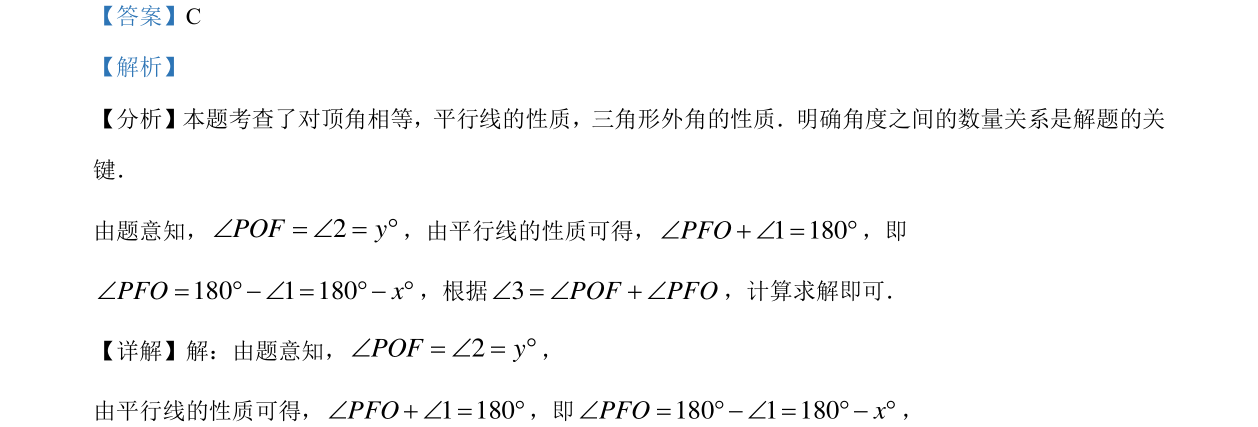 【答案】C
【解析】
【分析】本题考查了对顶角相等，平行线的性质，三角形外角的性质．明确角度之间的数量关系是解题的关
键．
由题意知，∠POF = ∠2 = y°，由平行线的性质可得，∠PFO + ∠1 = 180°，即
∠PFO = 180° − ∠1 = 180° − x°，根据∠3 = ∠POF + ∠PFO，计算求解即可．
【详解】解：由题意知，∠POF = ∠2 = y°，
由平行线的性质可得，∠PFO + ∠1 = 180°，即∠PFO = 180° − ∠1 = 180° − x°，